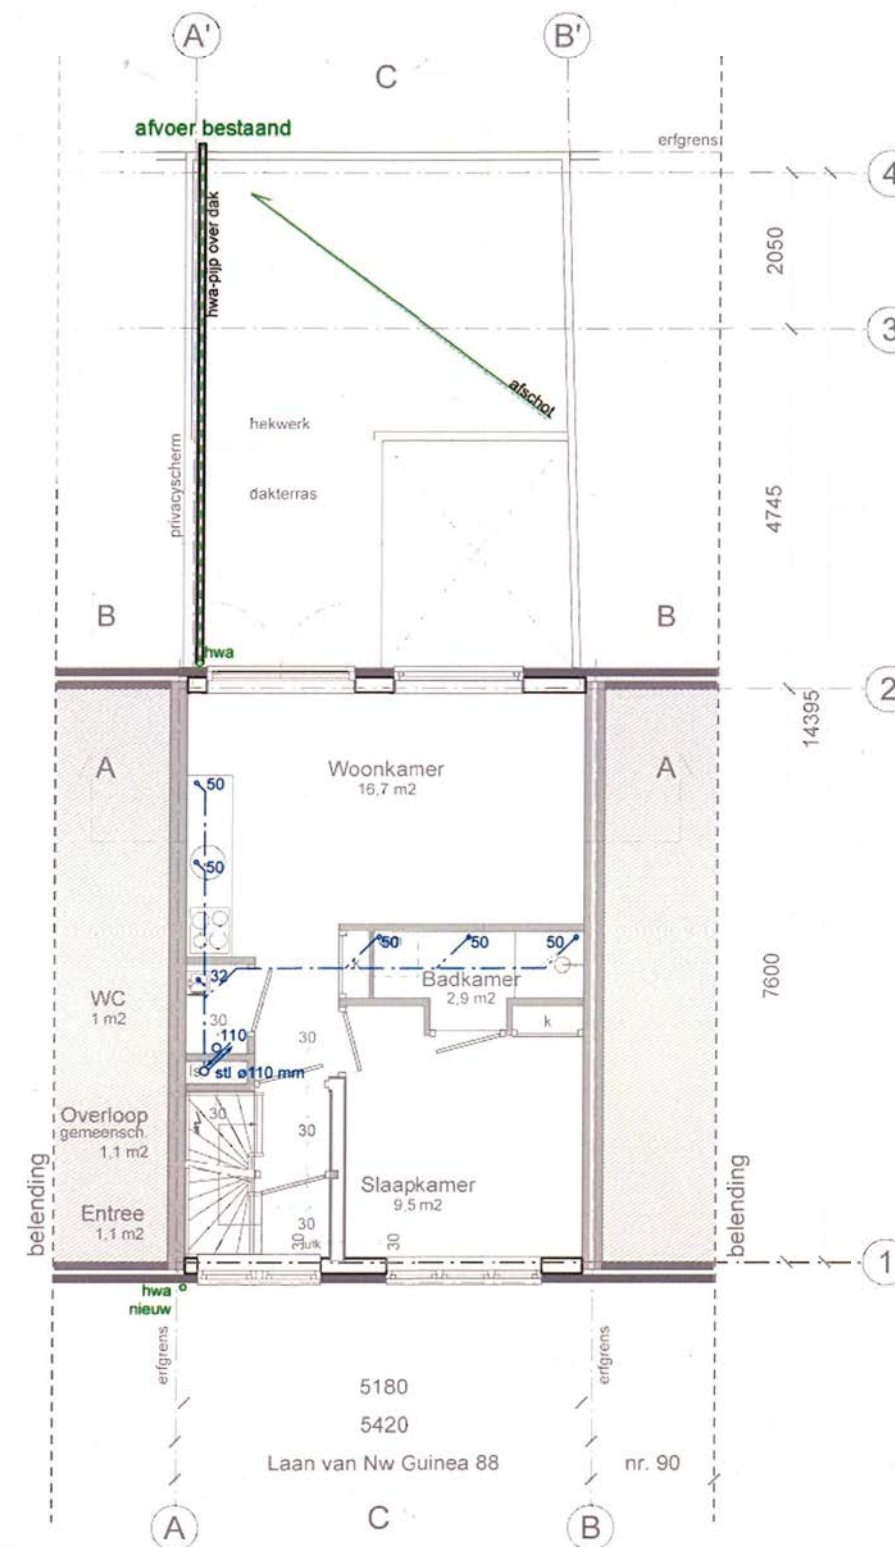 A'
B'
C
afvoer bestaand
erfgrens
4
hwa-pijp over dak
2050
3
afschot
hekwerk
privacyscherm
dakterras
4745
B
B
hwa
2
14395
A
A
Woonkamer
16,7 m2
50
50
50
50
50
Badkamer
2,9 m2
32
WC
1 m2
7600
30
k
110
30
stl ø110 mm
30
Overloop
gemeensch.
1,1 m2
30
Slaapkamer
9,5 m2
belending
belending
Entree
1,1 m2
30
30
30
1
hwa
nieuw
erfgrens
erfgrens
5180
5420
Laan van Nw Guinea 88
nr. 90
A
C
B